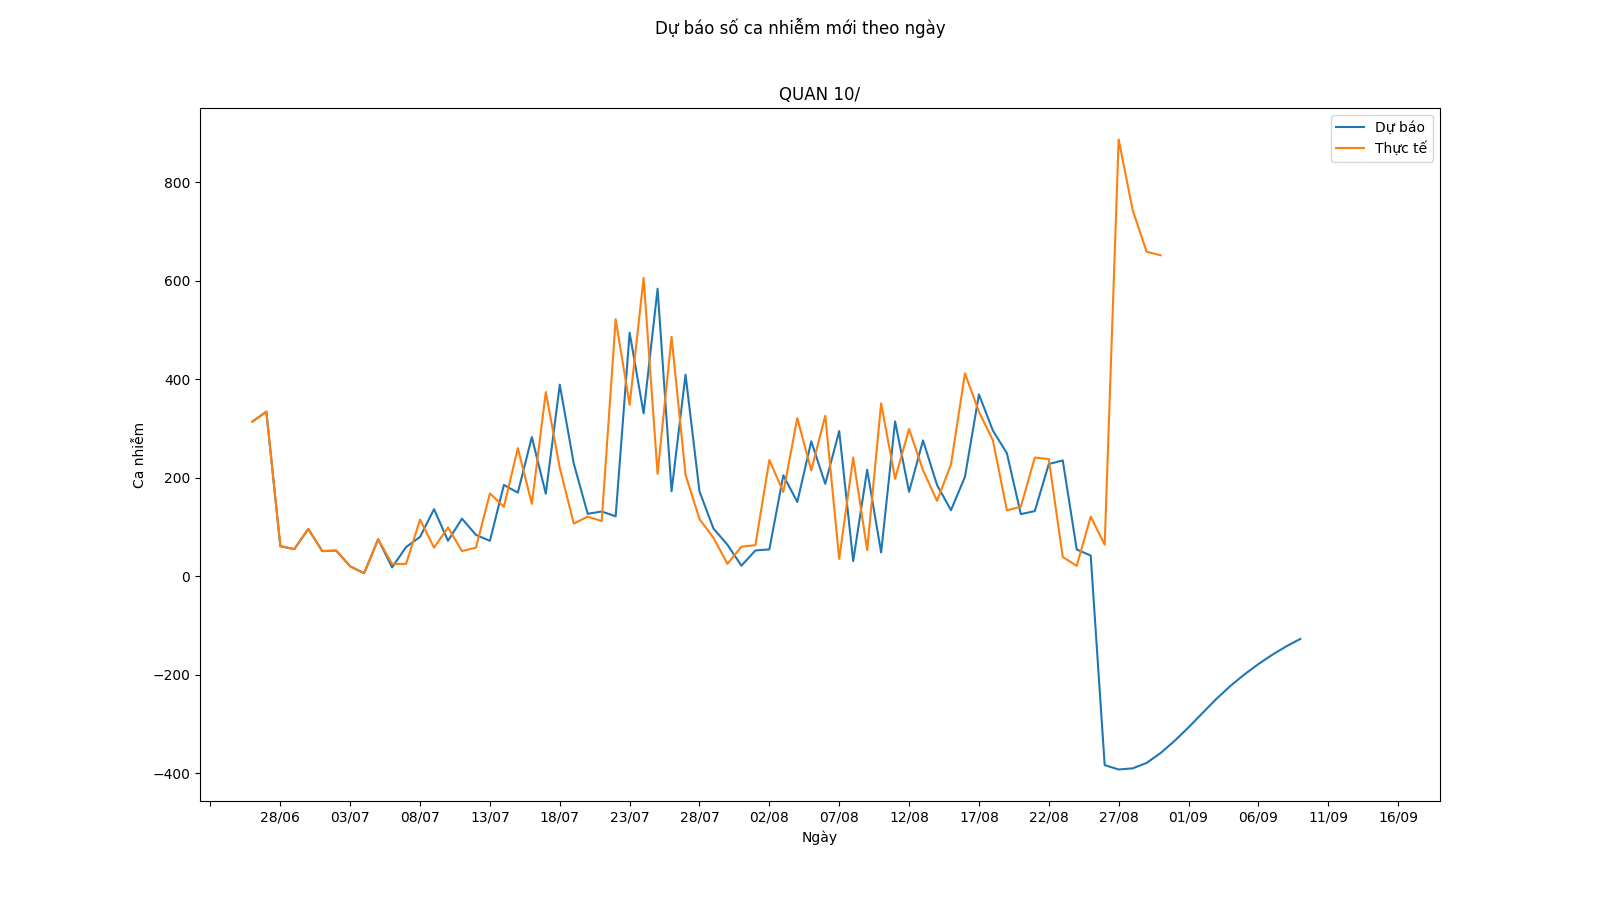 Dự báo số ca nhiễm mới theo ngày
QUAN 10/
Dự báo
Thực tế
800
600
400
200
0
−200
−400
Ca nhiễm
28/06 03/07 08/07 13/07 18/07 23/07 28/07 02/08 07/08 12/08 17/08 22/08 27/08 01/09 06/09 11/09 16/09
Ngày